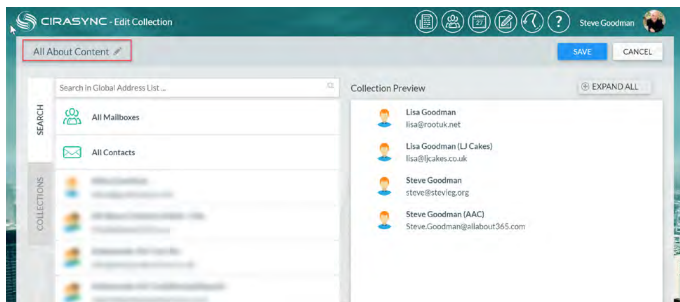 CIRASYNC - Edit Collection
27
?
Steve Goodman
All About Content
SAVE
CANCEL
SEARCH
COLLECTIONS
Search in Global Address List ...
All Mailboxes
All Contacts
Collection Preview
EXPAND ALL
Lisa Goodman
lisa@rootuk.net
Lisa Goodman (LJ Cakes)
lisa@ljcakes.co.uk
Steve Goodman
steve@stevieg.org
Steve Goodman (AAC)
Steve.Goodman@allabout365.com